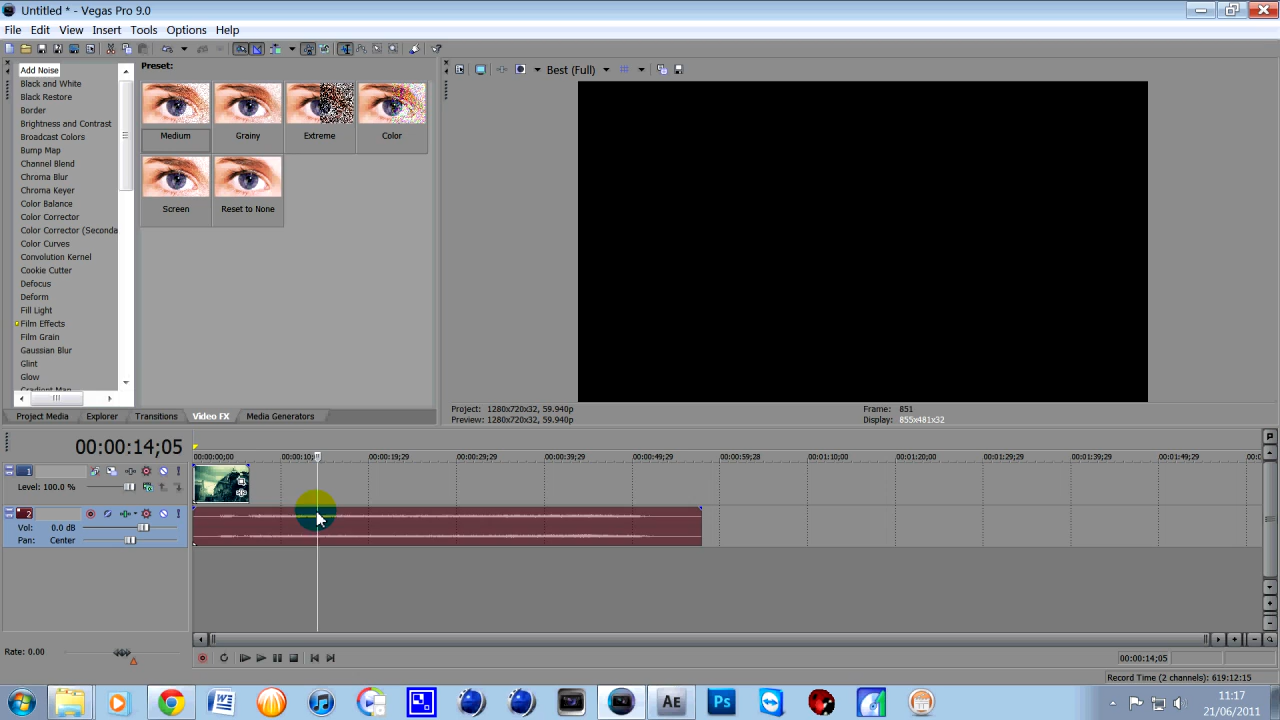 Untitled * - Vegas Pro 9.0
File Edit View Insert Tools Options Help
Add Noise
Black and White
Black Restore
Border
Brightness and Contrast
Broadcast Colors
Bump Map
Channel Blend
Chroma Blur
Chroma Keyer
Color Balance
Color Corrector
Color Corrector (Seconda
Color Curves
Convolution Kernel
Cookie Cutter
Defocus
Deform
Fill Light
Film Effects
Film Grain
Gaussian Blur
Glint
Glow
Gradient Map
Preset:
Medium Grainy Extreme Color
Screen Reset to None
Best (Full)
Project: 1280x720x32, 59.940p
Preview: 1280x720x32, 59.940p
Frame: 851
Display: 855x481x32
Project Media Explorer Transitions Video FX Media Generators
00:00:14;05
00:00:00;00 00:00:10;00 00:00:19;29 00:00:29;29 00:00:39;29 00:00:49;29 00:00:59;28 00:01:10;00 00:01:20;00 00:01:29;29 00:01:39;29 00:01:49;29 00:0
1
Level: 100.0 %
2
Vol: 0.0 dB
Pan: Center
Rate: 0.00
00:00:14;05
Record Time (2 channels): 619:12:15
W AE Ps
11:17
21/06/2011